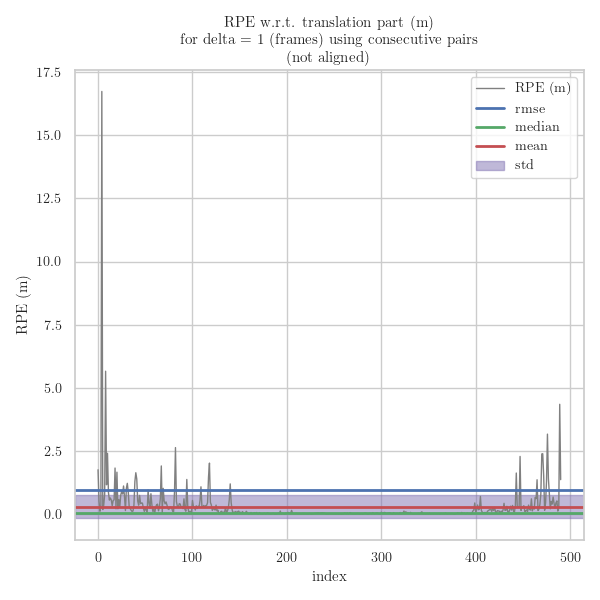 RPE w.r.t. translation part (m)
for delta = 1 (frames) using consecutive pairs
(not aligned)
RPE (m)
rmse
median
mean
std
17.5
15.0
12.5
10.0
7.5
5.0
2.5
0.0
RPE (m)
0
100
200
300
400
500
index